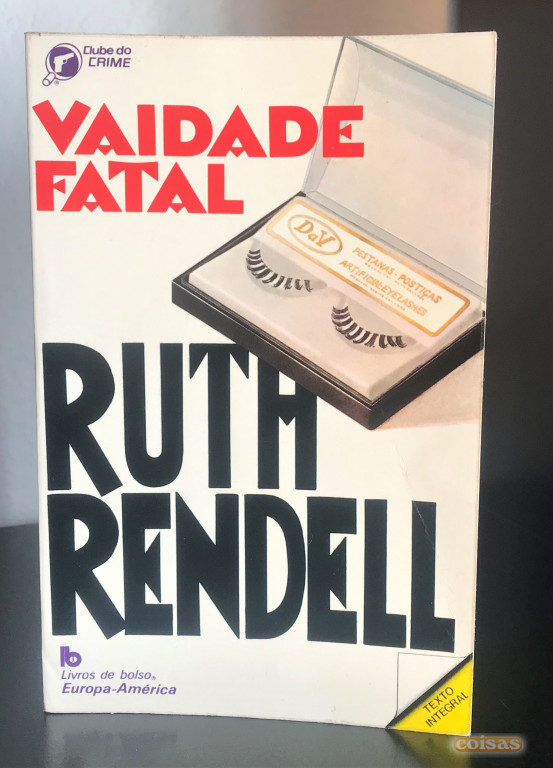 Clube do
CRIME
VAIDADE
FATAL
DaV
PESTANAS · POSTIÇAS
ARTIFICIAL EYELASHES
RUTH
RENDELL
Livros de bolso®
Europa-América
TEXTO
INTEGRAL
coisas